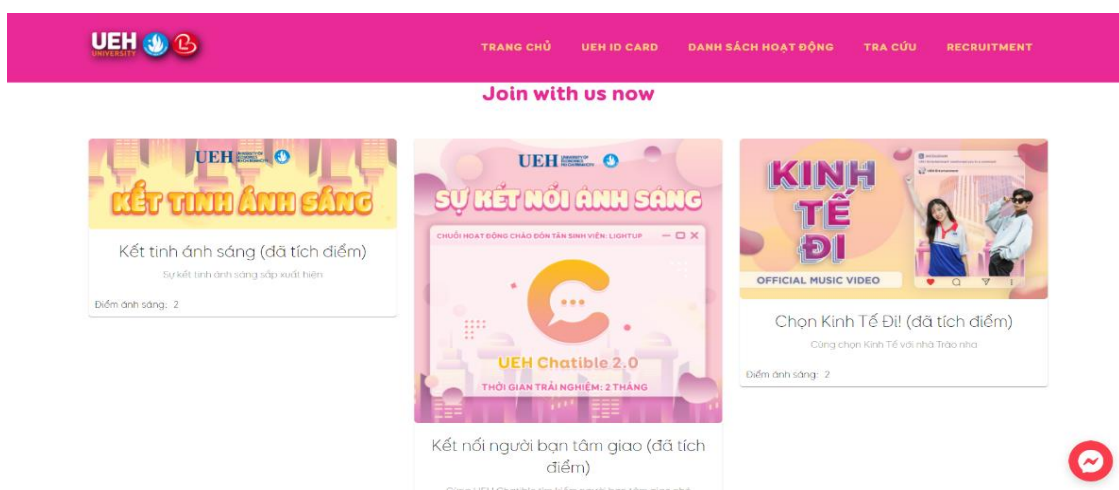 UEH
UNIVERSITY
TRANG CHỦ
UEH ID CARD
DANH SÁCH HOẠT ĐỘNG
TRA CỨU
RECRUITMENT
Join with us now
UEH
KẾT TINH ÁNH SÁNG
Kết tinh ánh sáng (đã tích điểm)
Sự kết tinh ánh sáng sắp xuất hiện
Điểm ánh sáng: 2
UEH
SỰ KẾT NỐI ÁNH SÁNG
CHUỖI HOẠT ĐỘNG CHÀO ĐÓN TÂN SINH VIÊN: LIGHTUP
UEH Chatible 2.0
THỜI GIAN TRẢI NGHIỆM: 2 THÁNG
Kết nối người bạn tâm giao (đã tích
điểm)
KINH
TẾ
ĐI
OFFICIAL MUSIC VIDEO
Chọn Kinh Tế Đi! (đã tích điểm)
Cùng chọn Kinh Tế với nhà Trào nha
Điểm ánh sáng: 2